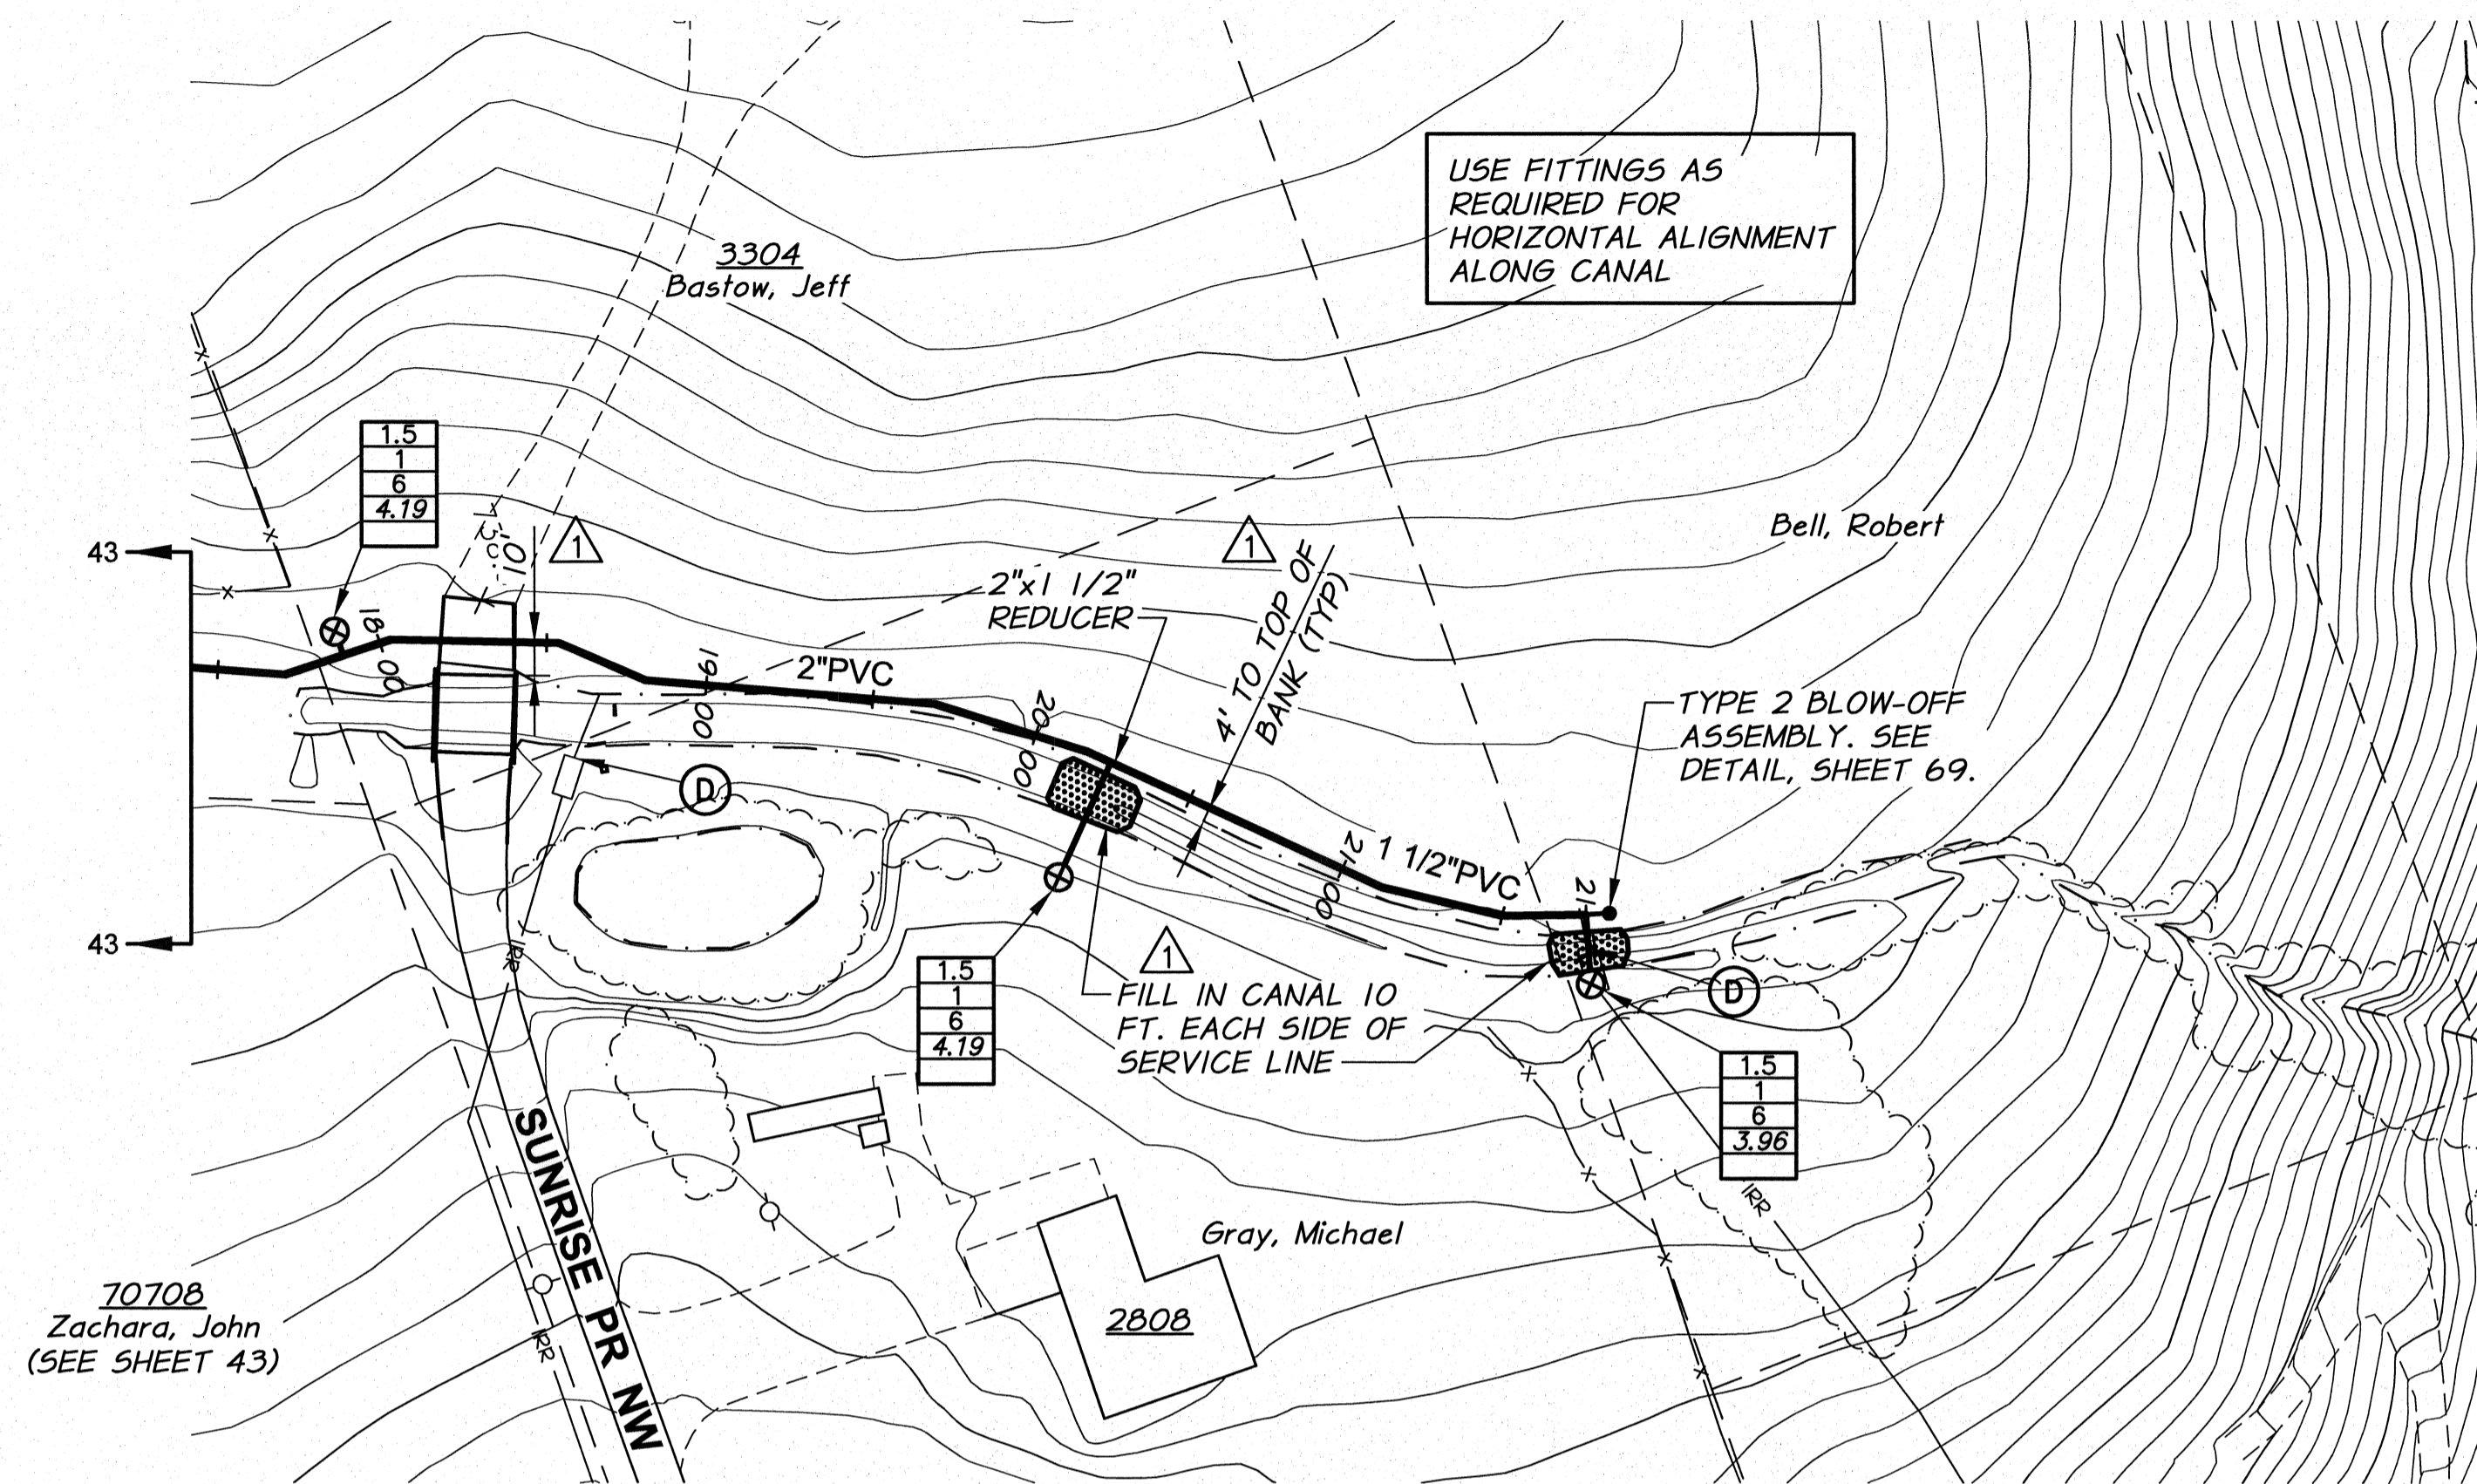 USE FITTINGS AS
REQUIRED FOR
HORIZONTAL ALIGNMENT
ALONG CANAL
3304
Bastow, Jeff
1.5
1
6
4.19
43
10'
1
1
Bell, Robert
2"x1 1/2"
REDUCER
4' TO TOP OF
BANK (TYP)
18
00
19
00
2"PVC
20
00
TYPE 2 BLOW-OFF
ASSEMBLY. SEE
DETAIL, SHEET 69.
D
21
00
1 1/2"PVC
21
43
1.5
1
6
4.19
1
FILL IN CANAL 10
FT. EACH SIDE OF
SERVICE LINE
D
1.5
1
6
3.96
IRR
IRR
IRR
SUNRISE PR NW
Gray, Michael
2808
70708
Zachara, John
(SEE SHEET 43)